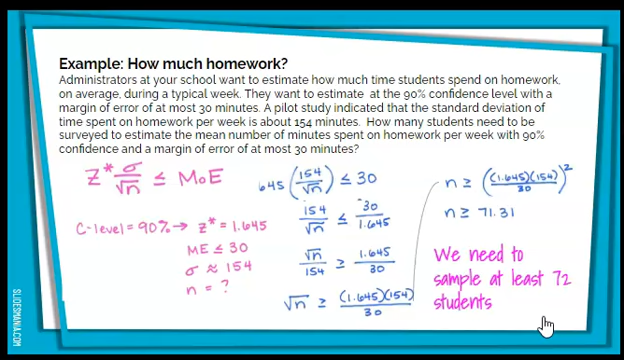 Example: How much homework?
Administrators at your school want to estimate how much time students spend on homework,
on average, during a typical week. They want to estimate at the 90% confidence level with a
margin of error of at most 30 minutes. A pilot study indicated that the standard deviation of
time spent on homework per week is about 154 minutes. How many students need to be
surveyed to estimate the mean number of minutes spent on homework per week with 90%
confidence and a margin of error of at most 30 minutes?
Z* σ/√n ≤ MoE
C-level = 90% → z* = 1.645
ME ≤ 30
σ ≈ 154
n = ?
645 (154/√n) ≤ 30
154/√n ≤ 30/1.645
√n/154 ≥ 1.645/30
√n ≥ (1.645)(154)/30
n ≥ ((1.645)(154)/30)²
n ≥ 71.31
We need to
sample at least 72
students
SLIDESMANIA.COM